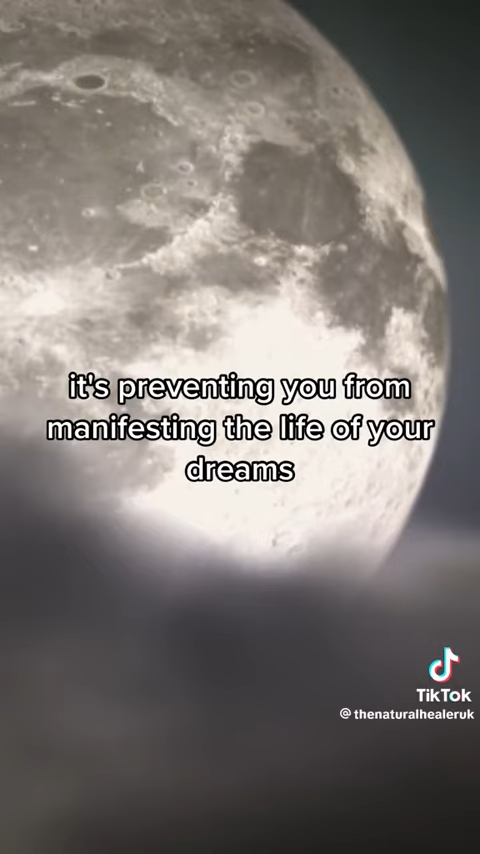 it's preventing you from
manifesting the life of your
dreams
TikTok
@thenaturalhealeruk